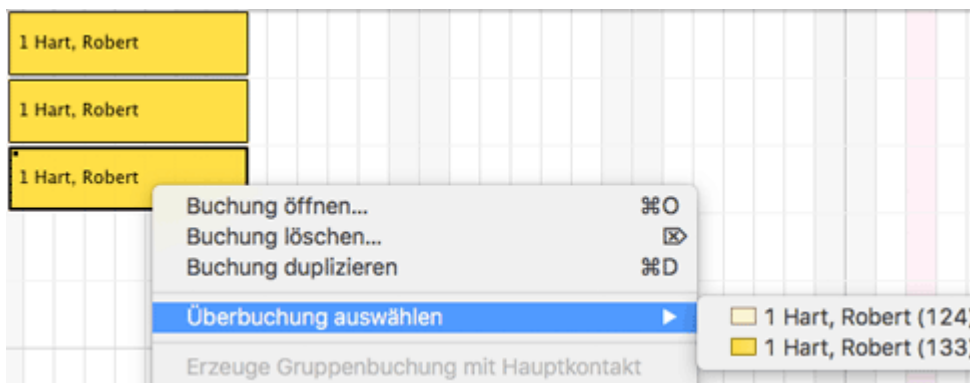 1 Hart, Robert
1 Hart, Robert
1 Hart, Robert
Buchung öffnen... ⌘O
Buchung löschen... ⌦
Buchung duplizieren ⌘D
Überbuchung auswählen ▶
1 Hart, Robert (124)
1 Hart, Robert (133)
Erzeuge Gruppenbuchung mit Hauptkontakt